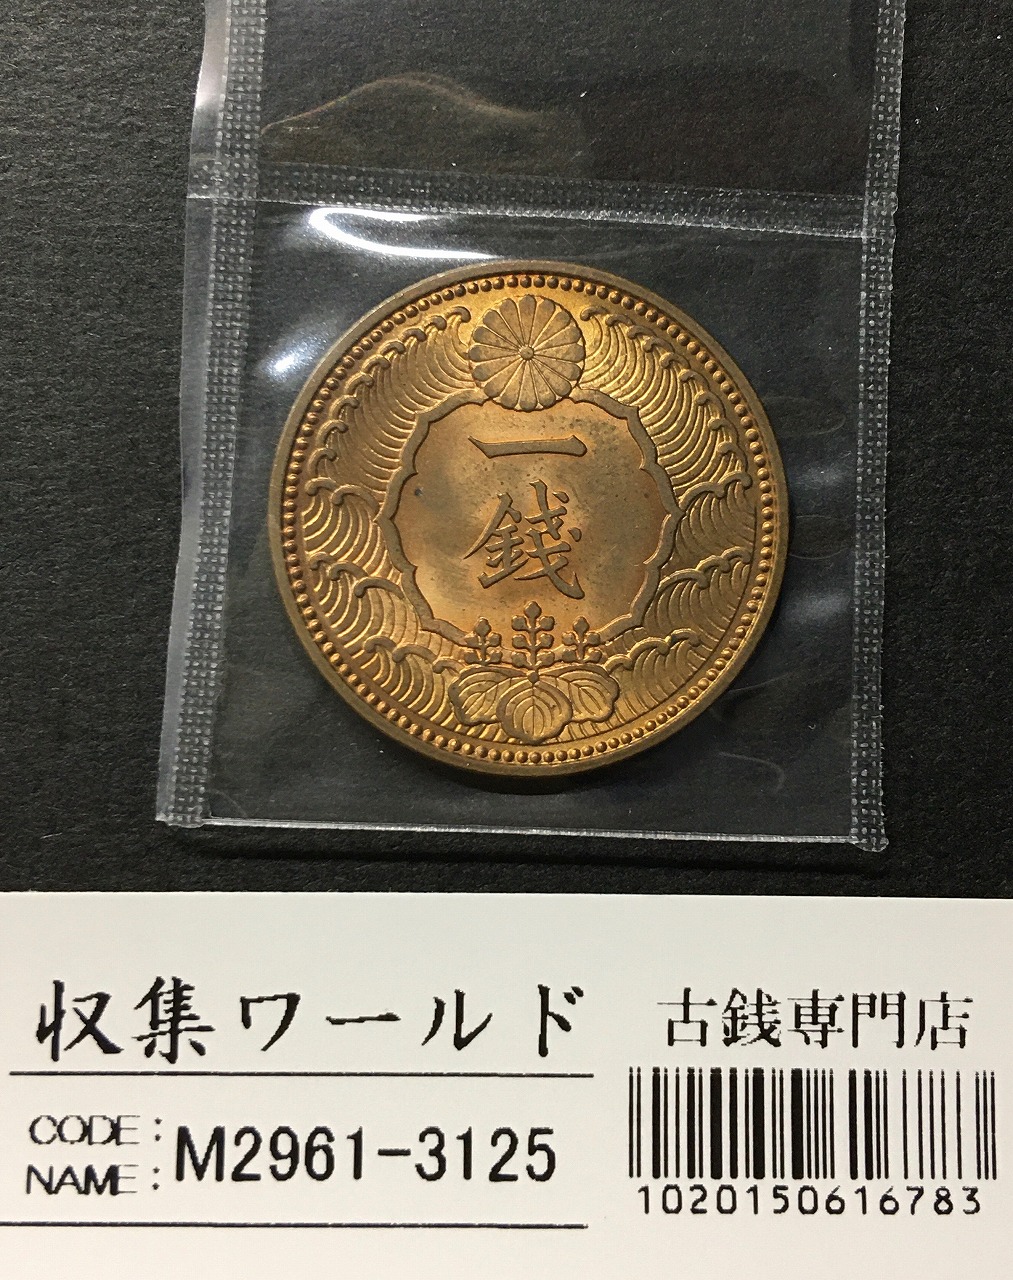 一
銭
収集ワールド
古銭専門店
CODE:
NAME:
M2961-3125
1020150616783